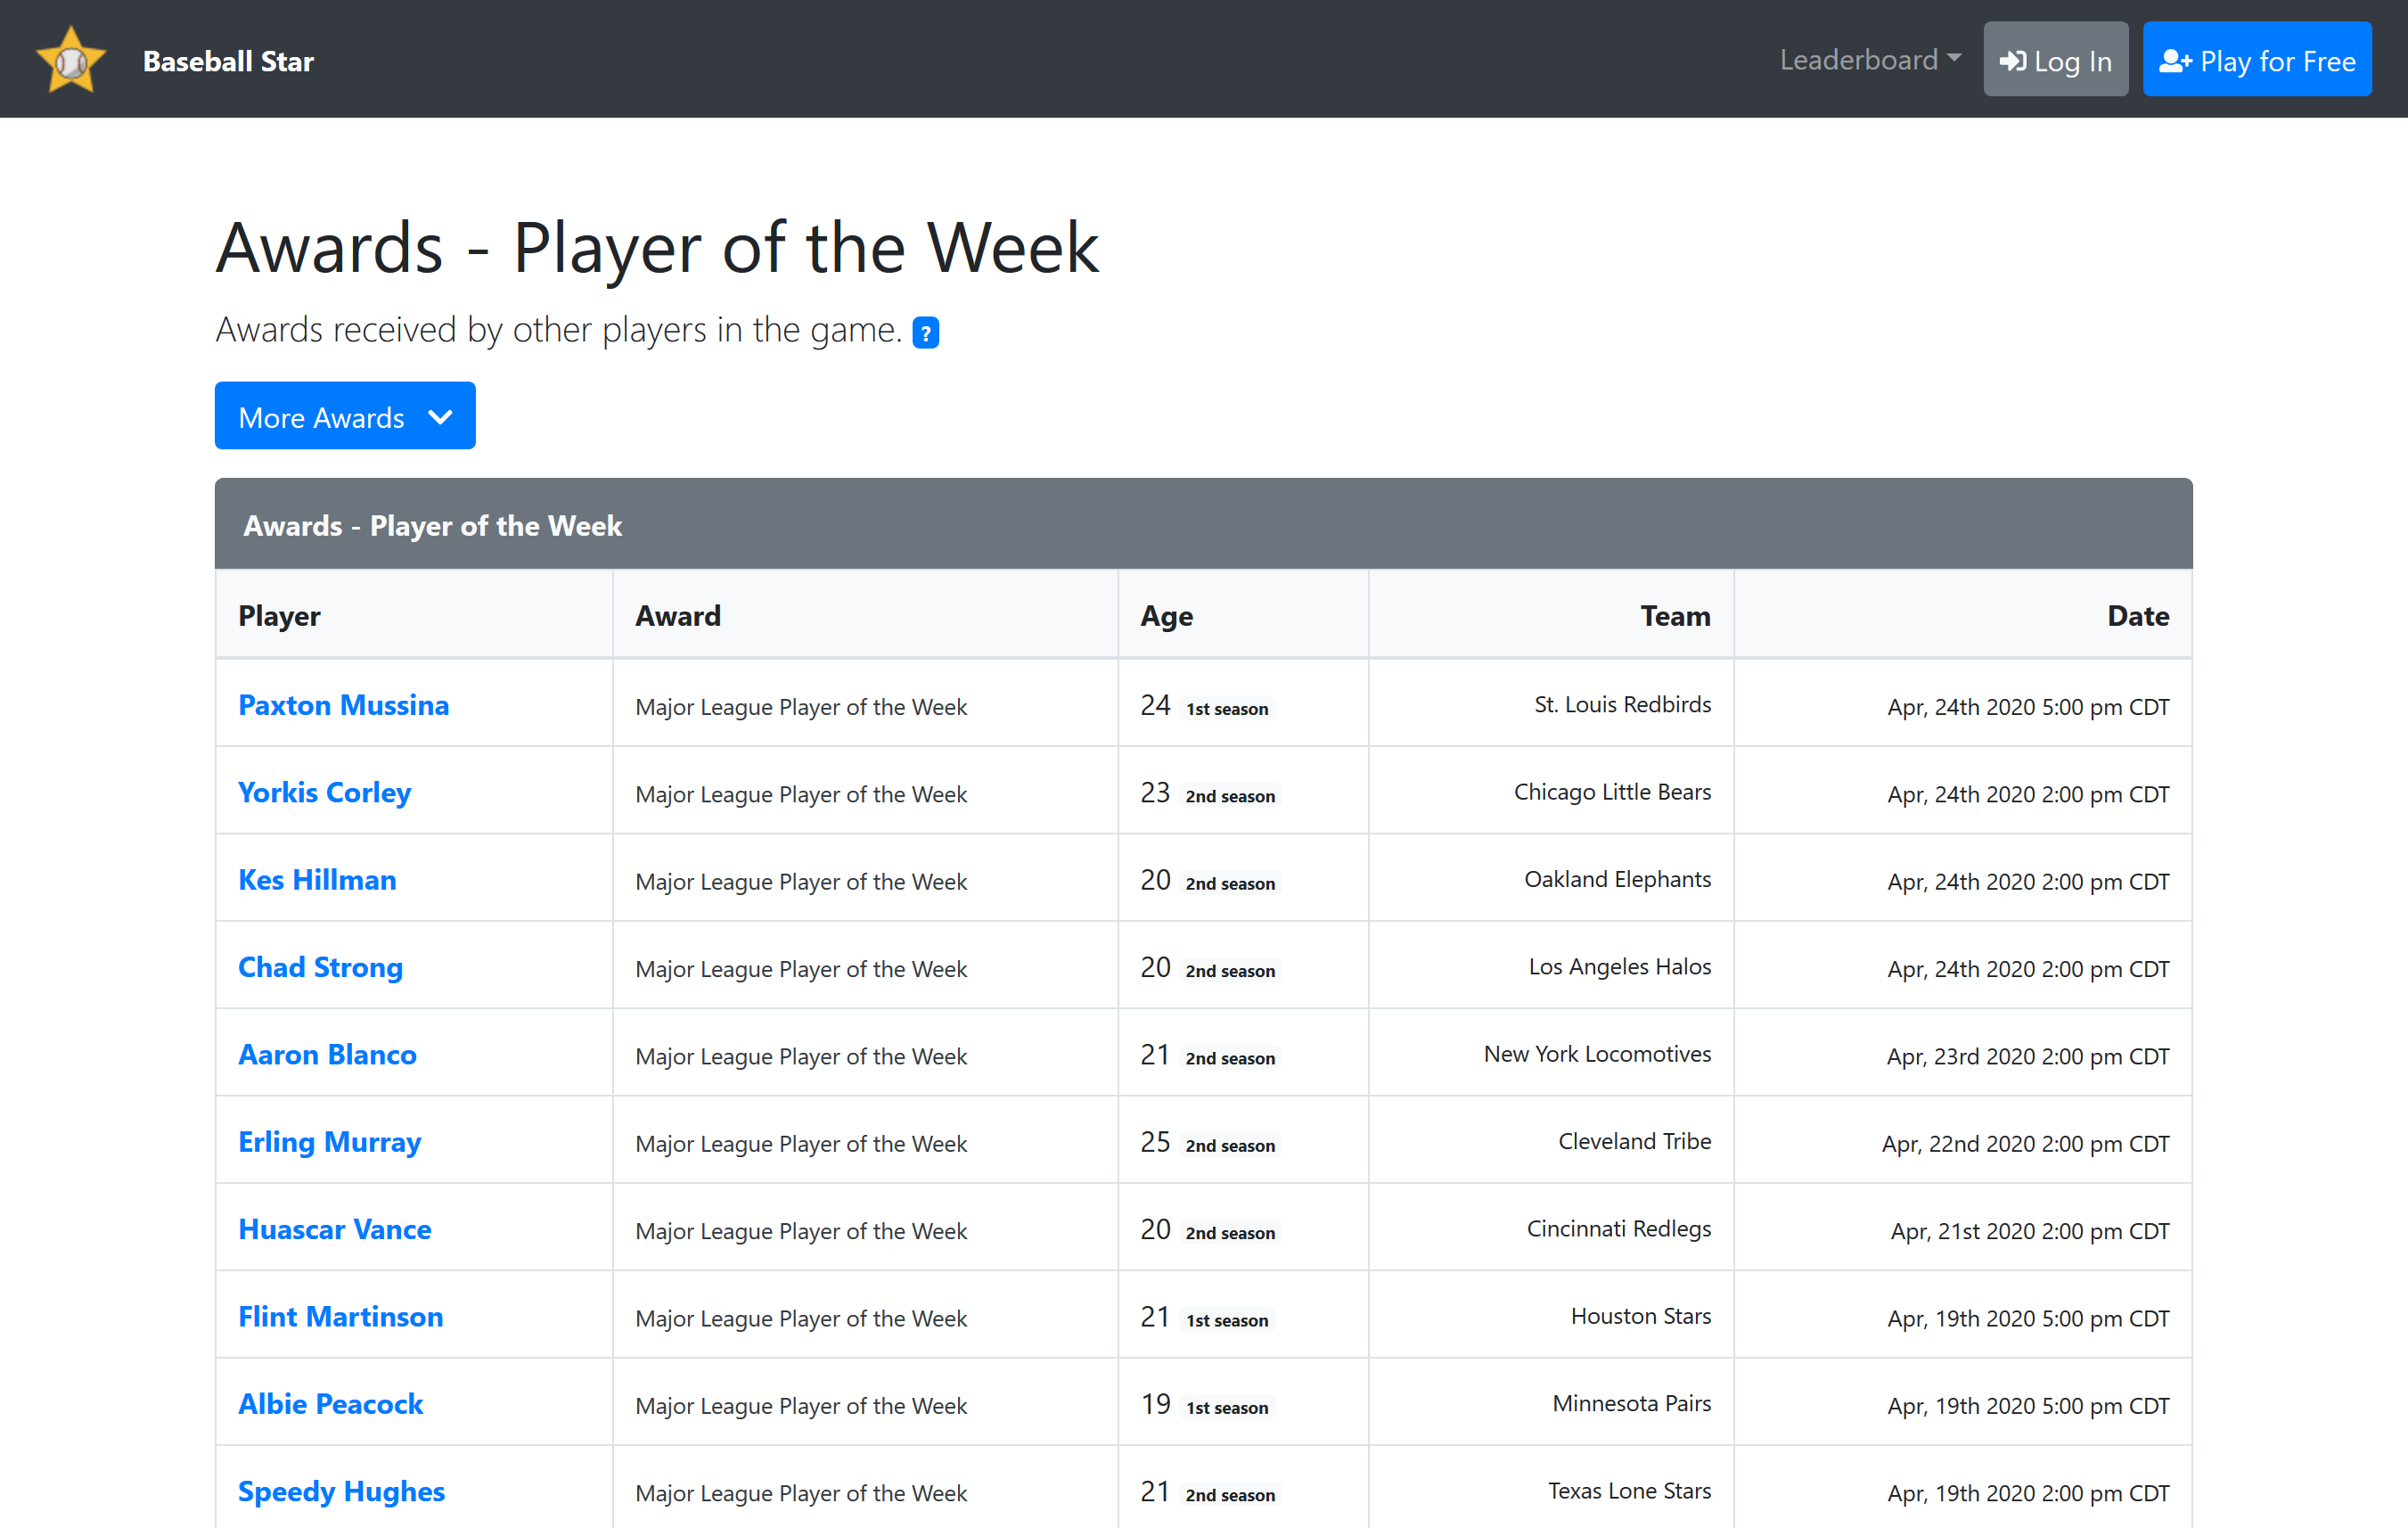 Baseball Star
Leaderboard
Log In
Play for Free
Awards - Player of the Week
Awards received by other players in the game. ?
More Awards
Awards - Player of the Week
Player Award Age Team Date
Paxton Mussina Major League Player of the Week 24 1st season St. Louis Redbirds Apr, 24th 2020 5:00 pm CDT
Yorkis Corley Major League Player of the Week 23 2nd season Chicago Little Bears Apr, 24th 2020 2:00 pm CDT
Kes Hillman Major League Player of the Week 20 2nd season Oakland Elephants Apr, 24th 2020 2:00 pm CDT
Chad Strong Major League Player of the Week 20 2nd season Los Angeles Halos Apr, 24th 2020 2:00 pm CDT
Aaron Blanco Major League Player of the Week 21 2nd season New York Locomotives Apr, 23rd 2020 2:00 pm CDT
Erling Murray Major League Player of the Week 25 2nd season Cleveland Tribe Apr, 22nd 2020 2:00 pm CDT
Huascar Vance Major League Player of the Week 20 2nd season Cincinnati Redlegs Apr, 21st 2020 2:00 pm CDT
Flint Martinson Major League Player of the Week 21 1st season Houston Stars Apr, 19th 2020 5:00 pm CDT
Albie Peacock Major League Player of the Week 19 1st season Minnesota Pairs Apr, 19th 2020 5:00 pm CDT
Speedy Hughes Major League Player of the Week 21 2nd season Texas Lone Stars Apr, 19th 2020 2:00 pm CDT